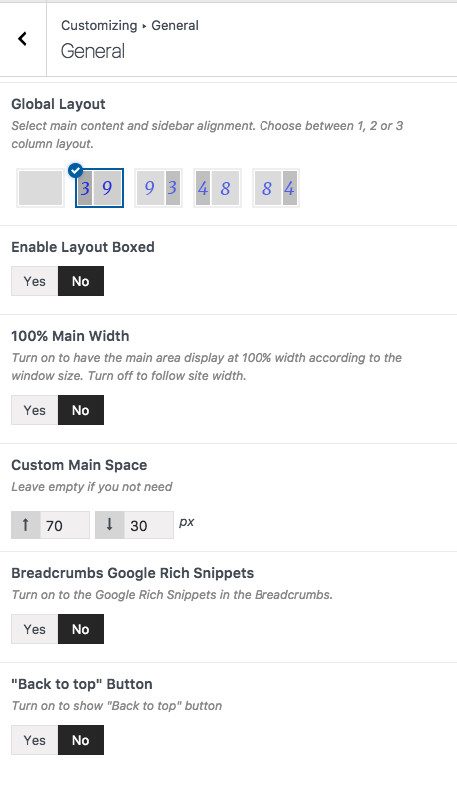 Customizing ▸ General
General
Global Layout
Select main content and sidebar alignment. Choose between 1, 2 or 3
column layout.
3 9 9 3 4 8 8 4
Enable Layout Boxed
Yes No
100% Main Width
Turn on to have the main area display at 100% width according to the
window size. Turn off to follow site width.
Yes No
Custom Main Space
Leave empty if you not need
↑ 70 ↓ 30 px
Breadcrumbs Google Rich Snippets
Turn on to the Google Rich Snippets in the Breadcrumbs.
Yes No
"Back to top" Button
Turn on to show "Back to top" button
Yes No